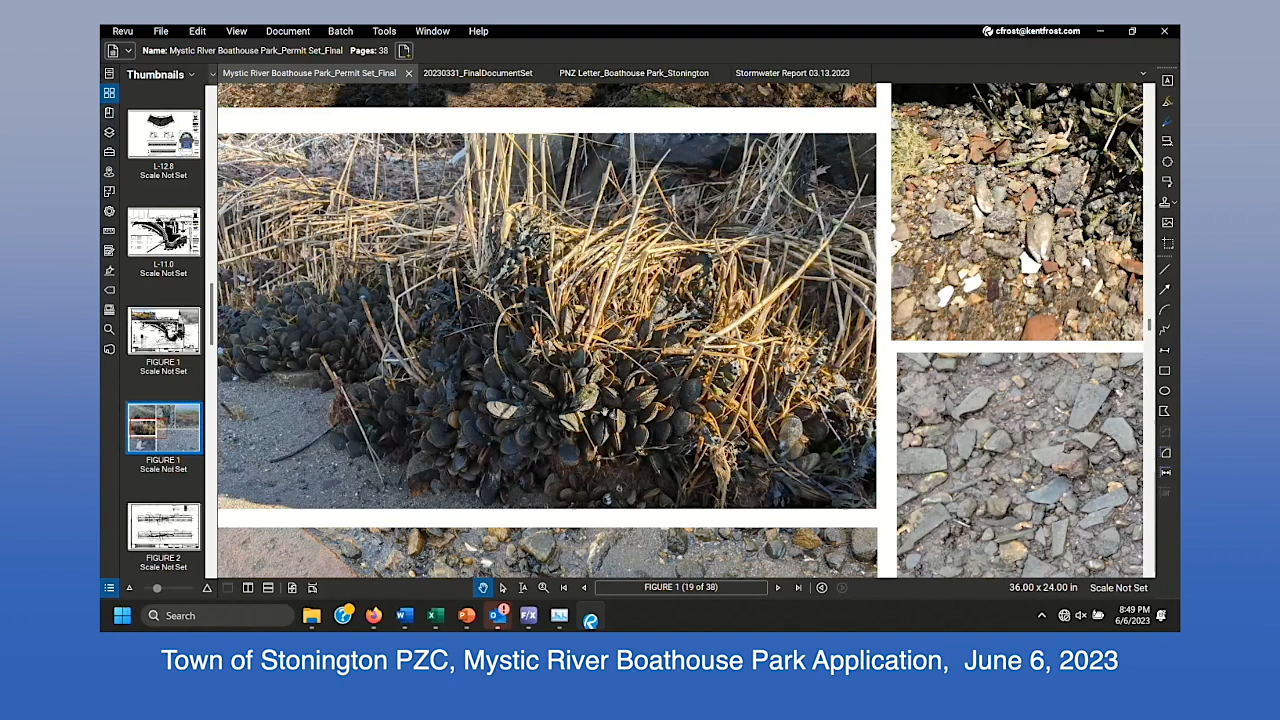 Revu File Edit View Document Batch Tools Window Help cfrost@kentfrost.com
Name: Mystic River Boathouse Park_Permit Set_Final Pages: 38
Thumbnails Mystic River Boathouse Park_Permit Set_Final 20230331_FinalDocumentSet PNZ Letter_Boathouse Park_Stonington Stormwater Report 03.13.2023
L-12.8
Scale Not Set
L-11.0
Scale Not Set
FIGURE 1
Scale Not Set
FIGURE 1
Scale Not Set
FIGURE 2
Scale Not Set
FIGURE 1 (19 of 38) 36.00 x 24.00 in Scale Not Set
Search 8:49 PM
6/6/2023
Town of Stonington PZC, Mystic River Boathouse Park Application, June 6, 2023